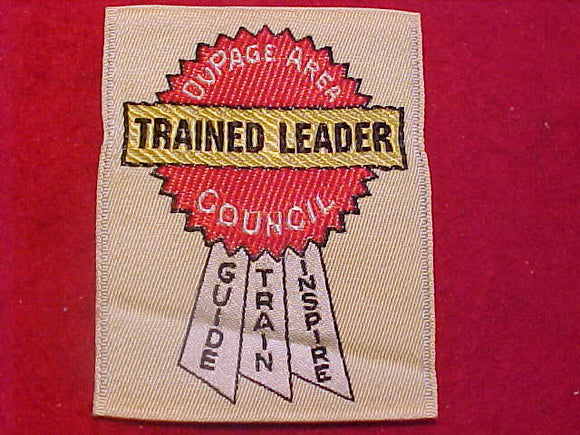 DUPAGE AREA
TRAINED LEADER
COUNCIL
GUIDE
TRAIN
INSPIRE